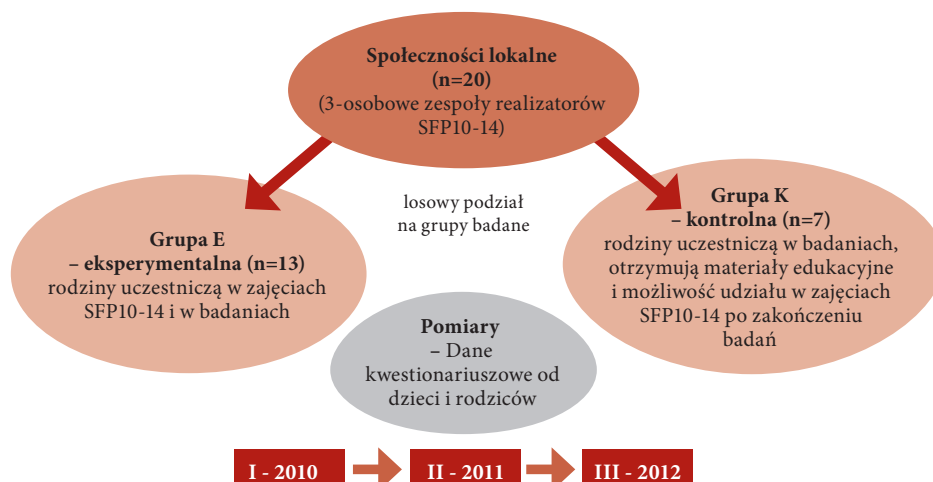 Społeczności lokalne
(n=20)
(3-osobowe zespoły realizatorów
SFP10-14)
losowy podział
na grupy badane
Grupa E
– eksperymentalna (n=13)
rodziny uczestniczą w zajęciach
SFP10-14 i w badaniach
Grupa K
– kontrolna (n=7)
rodziny uczestniczą w badaniach,
otrzymują materiały edukacyjne
i możliwość udziału w zajęciach
SFP10-14 po zakończeniu
badań
Pomiary
– Dane
kwestionariuszowe od
dzieci i rodziców
I - 2010
II - 2011
III - 2012